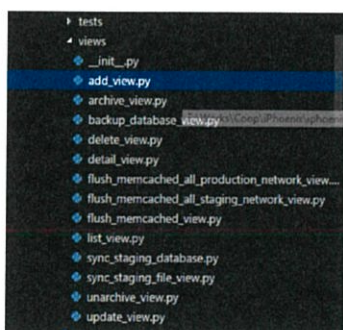 tests
views
__init__.py
add_view.py
archive_view.py
backup_database_view.py
delete_view.py
detail_view.py
flush_memcached_all_production_network_view....
flush_memcached_all_staging_network_view.py
flush_memcached_view.py
list_view.py
sync_staging_database.py
sync_staging_file_view.py
unarchive_view.py
update_view.py